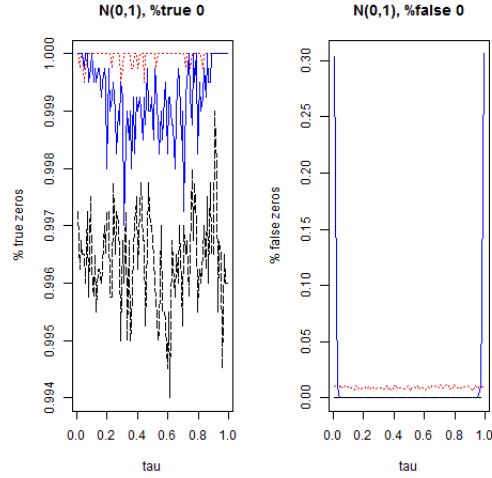 N(0,1), %true 0
% true zeros
1.000
0.999
0.998
0.997
0.996
0.995
0.994
0.0 0.2 0.4 0.6 0.8 1.0
tau
N(0,1), %false 0
% false zeros
0.30
0.25
0.20
0.15
0.10
0.05
0.00
0.0 0.2 0.4 0.6 0.8 1.0
tau